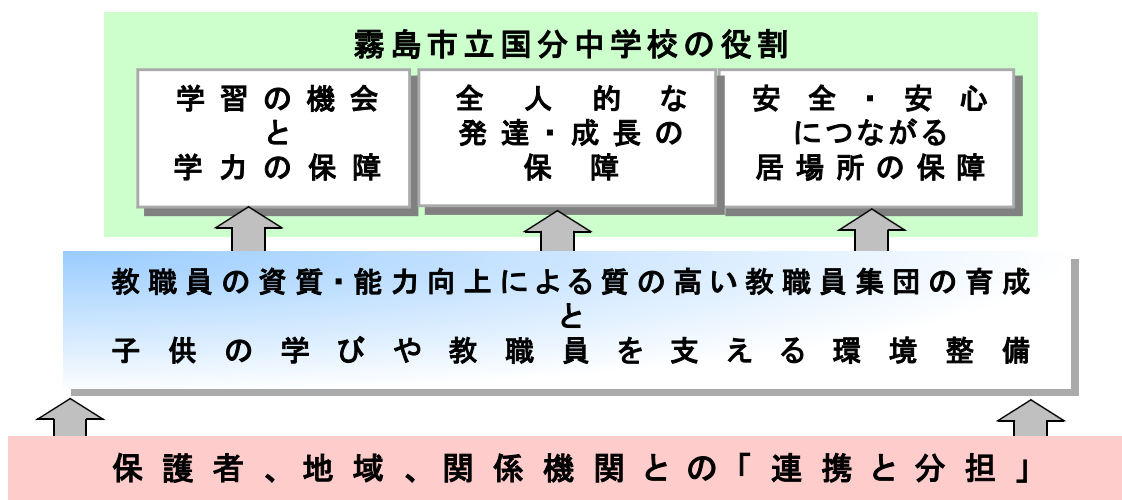 霧島市立国分中学校の役割
学習の機会
と
学力の保障
全人的な
発達・成長の
保障
安全・安心
につながる
居場所の保障
教職員の資質・能力向上による質の高い教職員集団の育成
と
子供の学びや教職員を支える環境整備
保護者、地域、関係機関との「連携と分担」